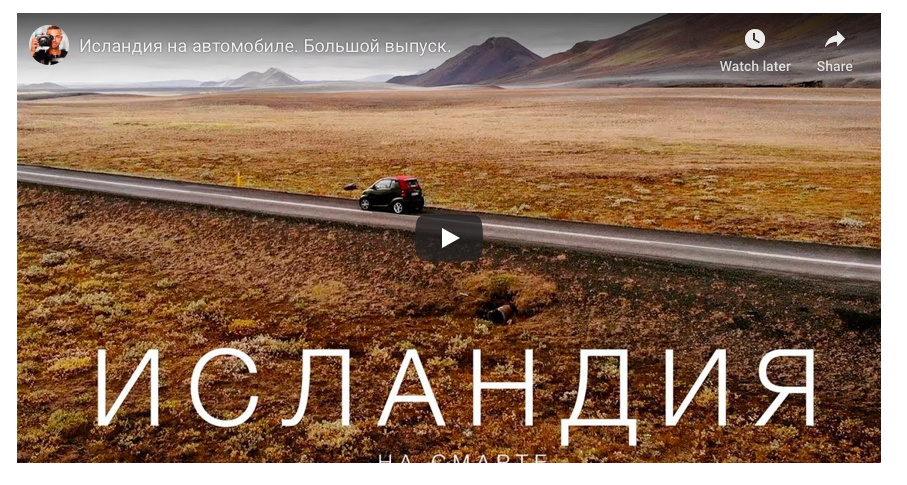 Исландия на автомобиле. Большой выпуск.
Watch later
Share
ИСЛАНДИЯ
НА СМАРТЕ